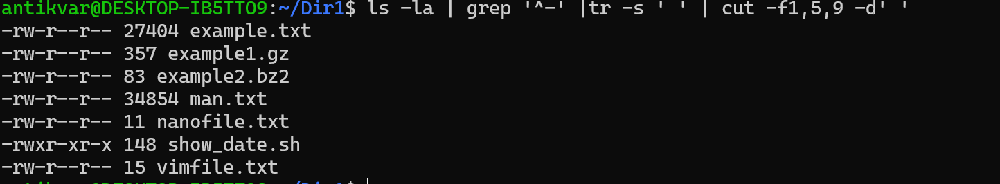 antikvar@DESKTOP-IB5TTO9:~/Dir1$ ls -la | grep '^-' |tr -s ' ' | cut -f1,5,9 -d' '
-rw-r--r-- 27404 example.txt
-rw-r--r-- 357 example1.gz
-rw-r--r-- 83 example2.bz2
-rw-r--r-- 34854 man.txt
-rw-r--r-- 11 nanofile.txt
-rwxr-xr-x 148 show_date.sh
-rw-r--r-- 15 vimfile.txt